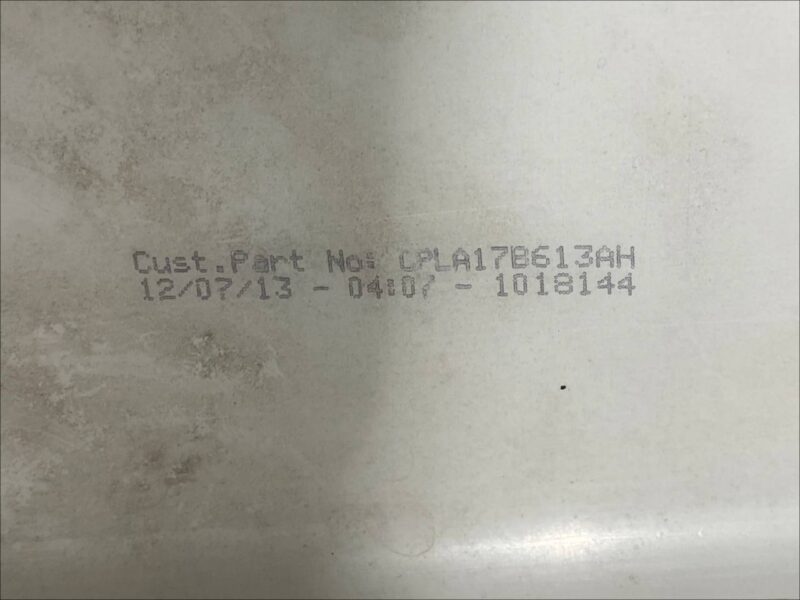 Cust.Part No: CPLA17B613AH
12/07/13 - 04:07 - 1018144